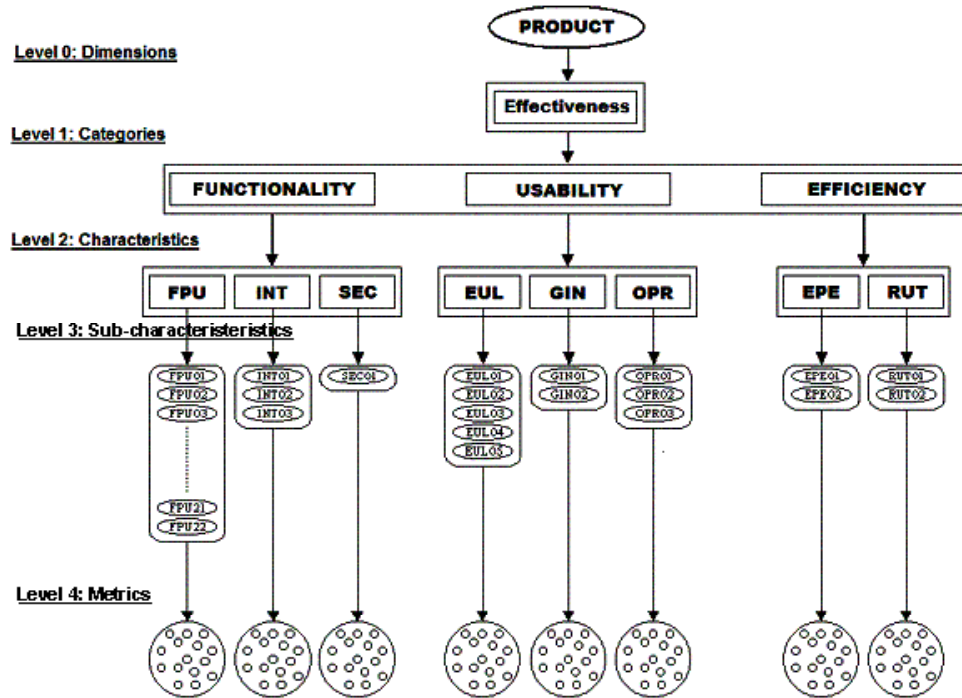 PRODUCT
Level 0: Dimensions
Effectiveness
Level 1: Categories
FUNCTIONALITY USABILITY EFFICIENCY
Level 2: Characteristics
FPU INT SEC EUL GIN OPR EPE RUT
Level 3: Sub-characteristeristics
FPU01 INT01 SEC01 EUL01 GIN01 OPR01 EPE01 RUT01
FPU02 INT02 EUL02 GIN02 OPR02 EPE02 RUT02
FPU03 INT03 EUL03 OPR03
EUL04
EUL05
FPU21
FPU22
Level 4: Metrics